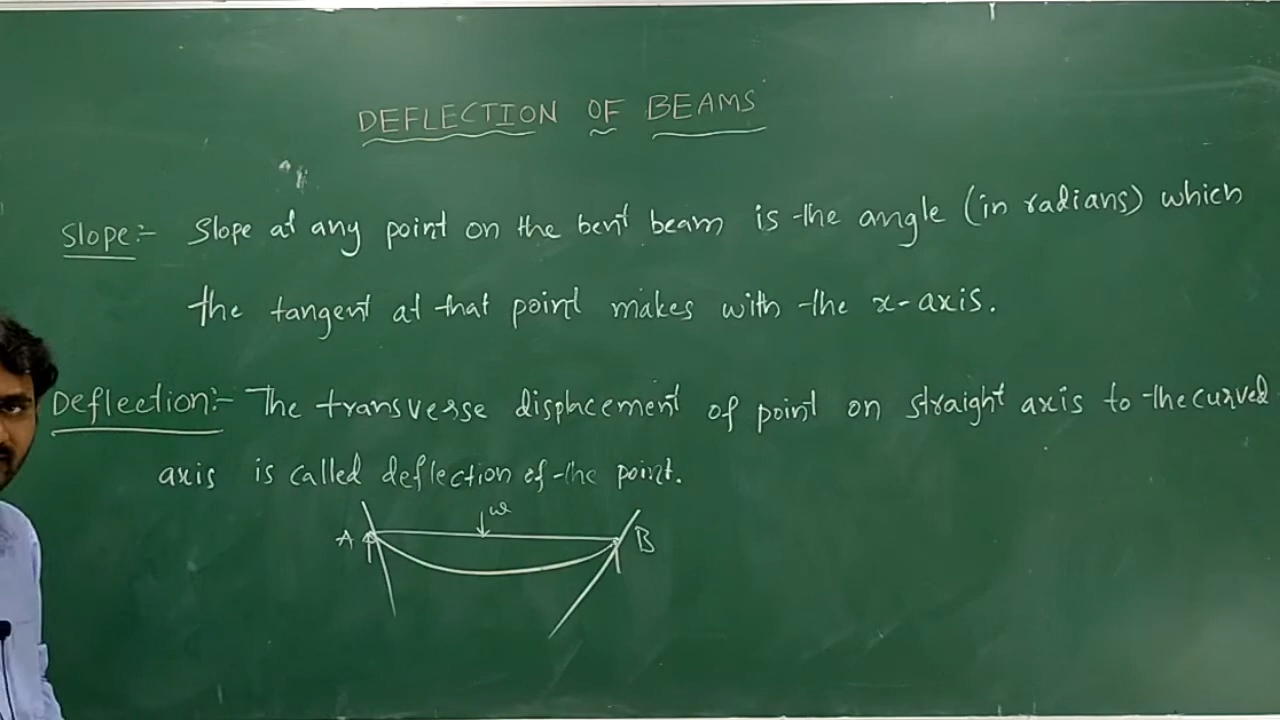 DEFLECTION OF BEAMS
Slope:- Slope at any point on the bent beam is the angle (in radians) which
the tangent at that point makes with the x-axis.
Deflection:- The transverse displacement of point on straight axis to the curved
axis is called deflection of the point.
w
A B